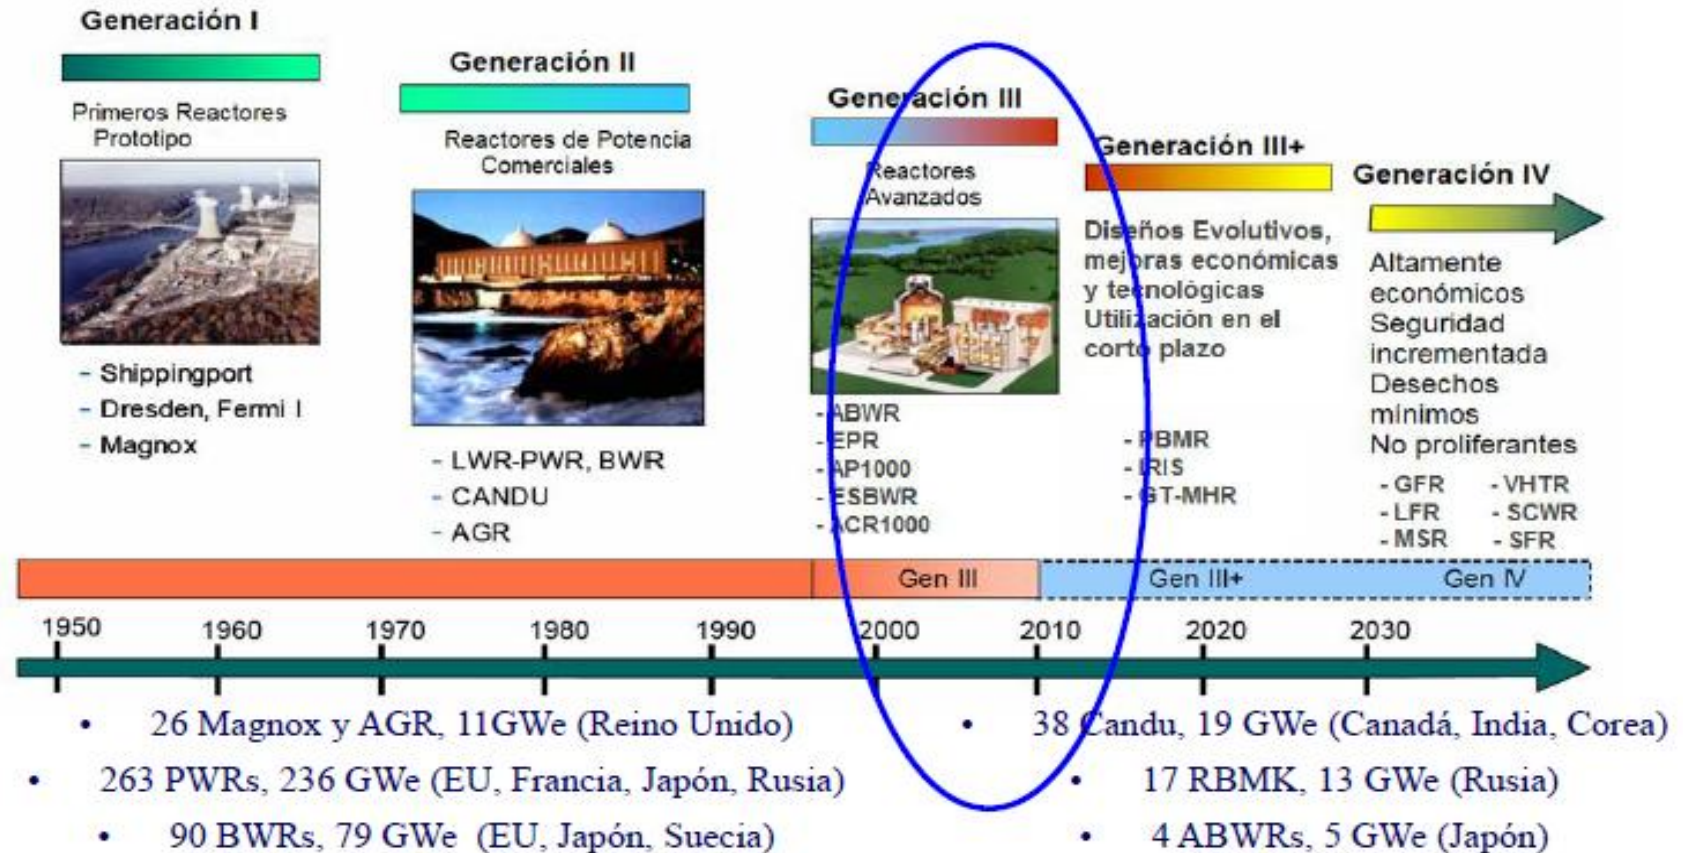 Generación I
Primeros Reactores
Prototipo
- Shippingport
- Dresden, Fermi I
- Magnox
Generación II
Reactores de Potencia
Comerciales
- LWR-PWR, BWR
- CANDU
- AGR
Generación III
Reactores
Avanzados
- ABWR
- EPR
- AP1000
- ESBWR
- ACR1000
Generación III+
Diseños Evolutivos,
mejoras económicas
y tecnológicas
Utilización en el
corto plazo
- PBMR
- IRIS
- GT-MHR
Generación IV
Altamente
económicos
Seguridad
incrementada
Desechos
mínimos
No proliferantes
- GFR - VHTR
- LFR - SCWR
- MSR - SFR
Gen III Gen III+ Gen IV
1950 1960 1970 1980 1990 2000 2010 2020 2030
• 26 Magnox y AGR, 11GWe (Reino Unido)
• 263 PWRs, 236 GWe (EU, Francia, Japón, Rusia)
• 90 BWRs, 79 GWe (EU, Japón, Suecia)
• 38 Candu, 19 GWe (Canadá, India, Corea)
• 17 RBMK, 13 GWe (Rusia)
• 4 ABWRs, 5 GWe (Japón)